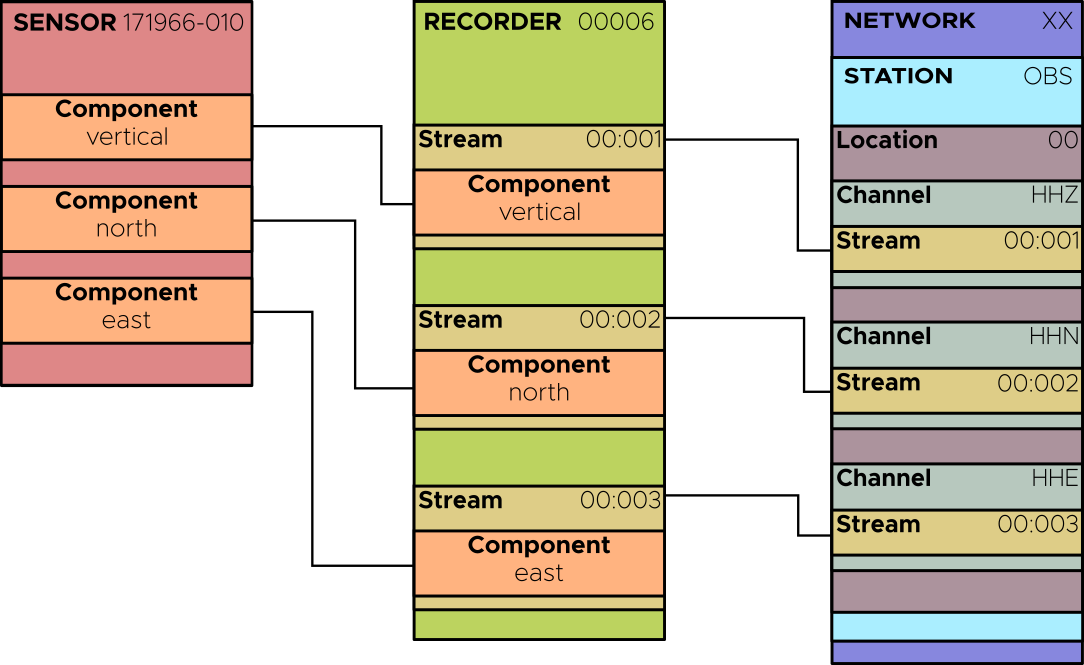 SENSOR 171966-010
Component
vertical
Component
north
Component
east
RECORDER 00006
Stream 00:001
Component
vertical
Stream 00:002
Component
north
Stream 00:003
Component
east
NETWORK XX
STATION OBS
Location 00
Channel HHZ
Stream 00:001
Channel HHN
Stream 00:002
Channel HHE
Stream 00:003